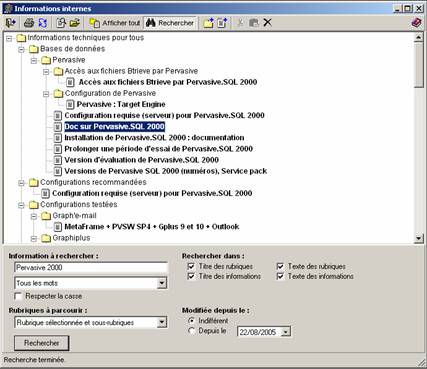 Informations internes
Afficher tout
Rechercher
Informations techniques pour tous
Bases de données
Pervasive
Accès aux fichiers Btrieve par Pervasive
Accès aux fichiers Btrieve par Pervasive.SQL 2000
Configuration de Pervasive
Pervasive : Target Engine
Configuration requise (serveur) pour Pervasive.SQL 2000
Doc sur Pervasive.SQL 2000
Installation de Pervasive.SQL 2000 : documentation
Prolonger une période d'essai de Pervasive.SQL 2000
Version d'évaluation de Pervasive.SQL 2000
Versions de Pervasive SQL 2000 (numéros), Service pack
Configurations recommandées
Configuration requise (serveur) pour Pervasive.SQL 2000
Configurations testées
Graph'e-mail
MetaFrame + PVSW SP4 + Gplus 9 et 10 + Outlook
Graphiplus
Information à rechercher :
Pervasive 2000
Tous les mots
Respecter la casse
Rubriques à parcourir :
Rubrique sélectionnée et sous-rubriques
Rechercher
Rechercher dans :
Titre des rubriques
Texte des rubriques
Titre des informations
Texte des informations
Modifiée depuis le :
Indifférent
Depuis le
22/08/2005
Recherche terminée.